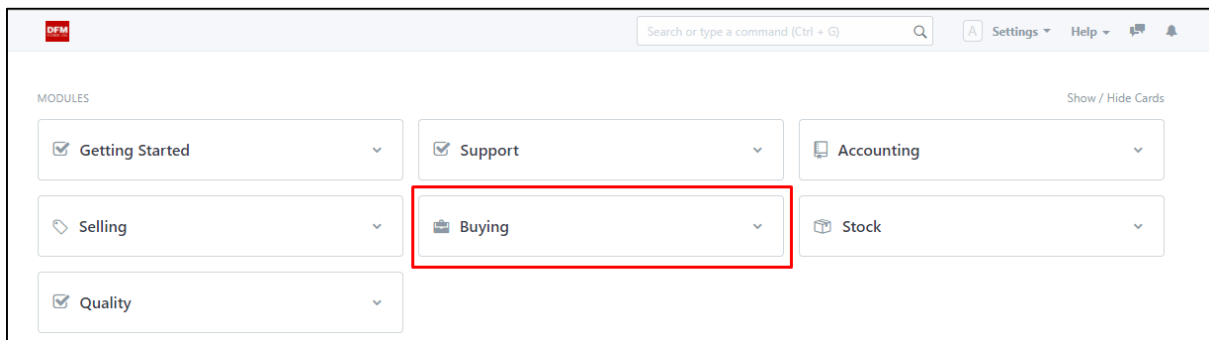 DFM
Search or type a command (Ctrl + G)
A Settings Help
MODULES
Show / Hide Cards
Getting Started
Support
Accounting
Selling
Buying
Stock
Quality